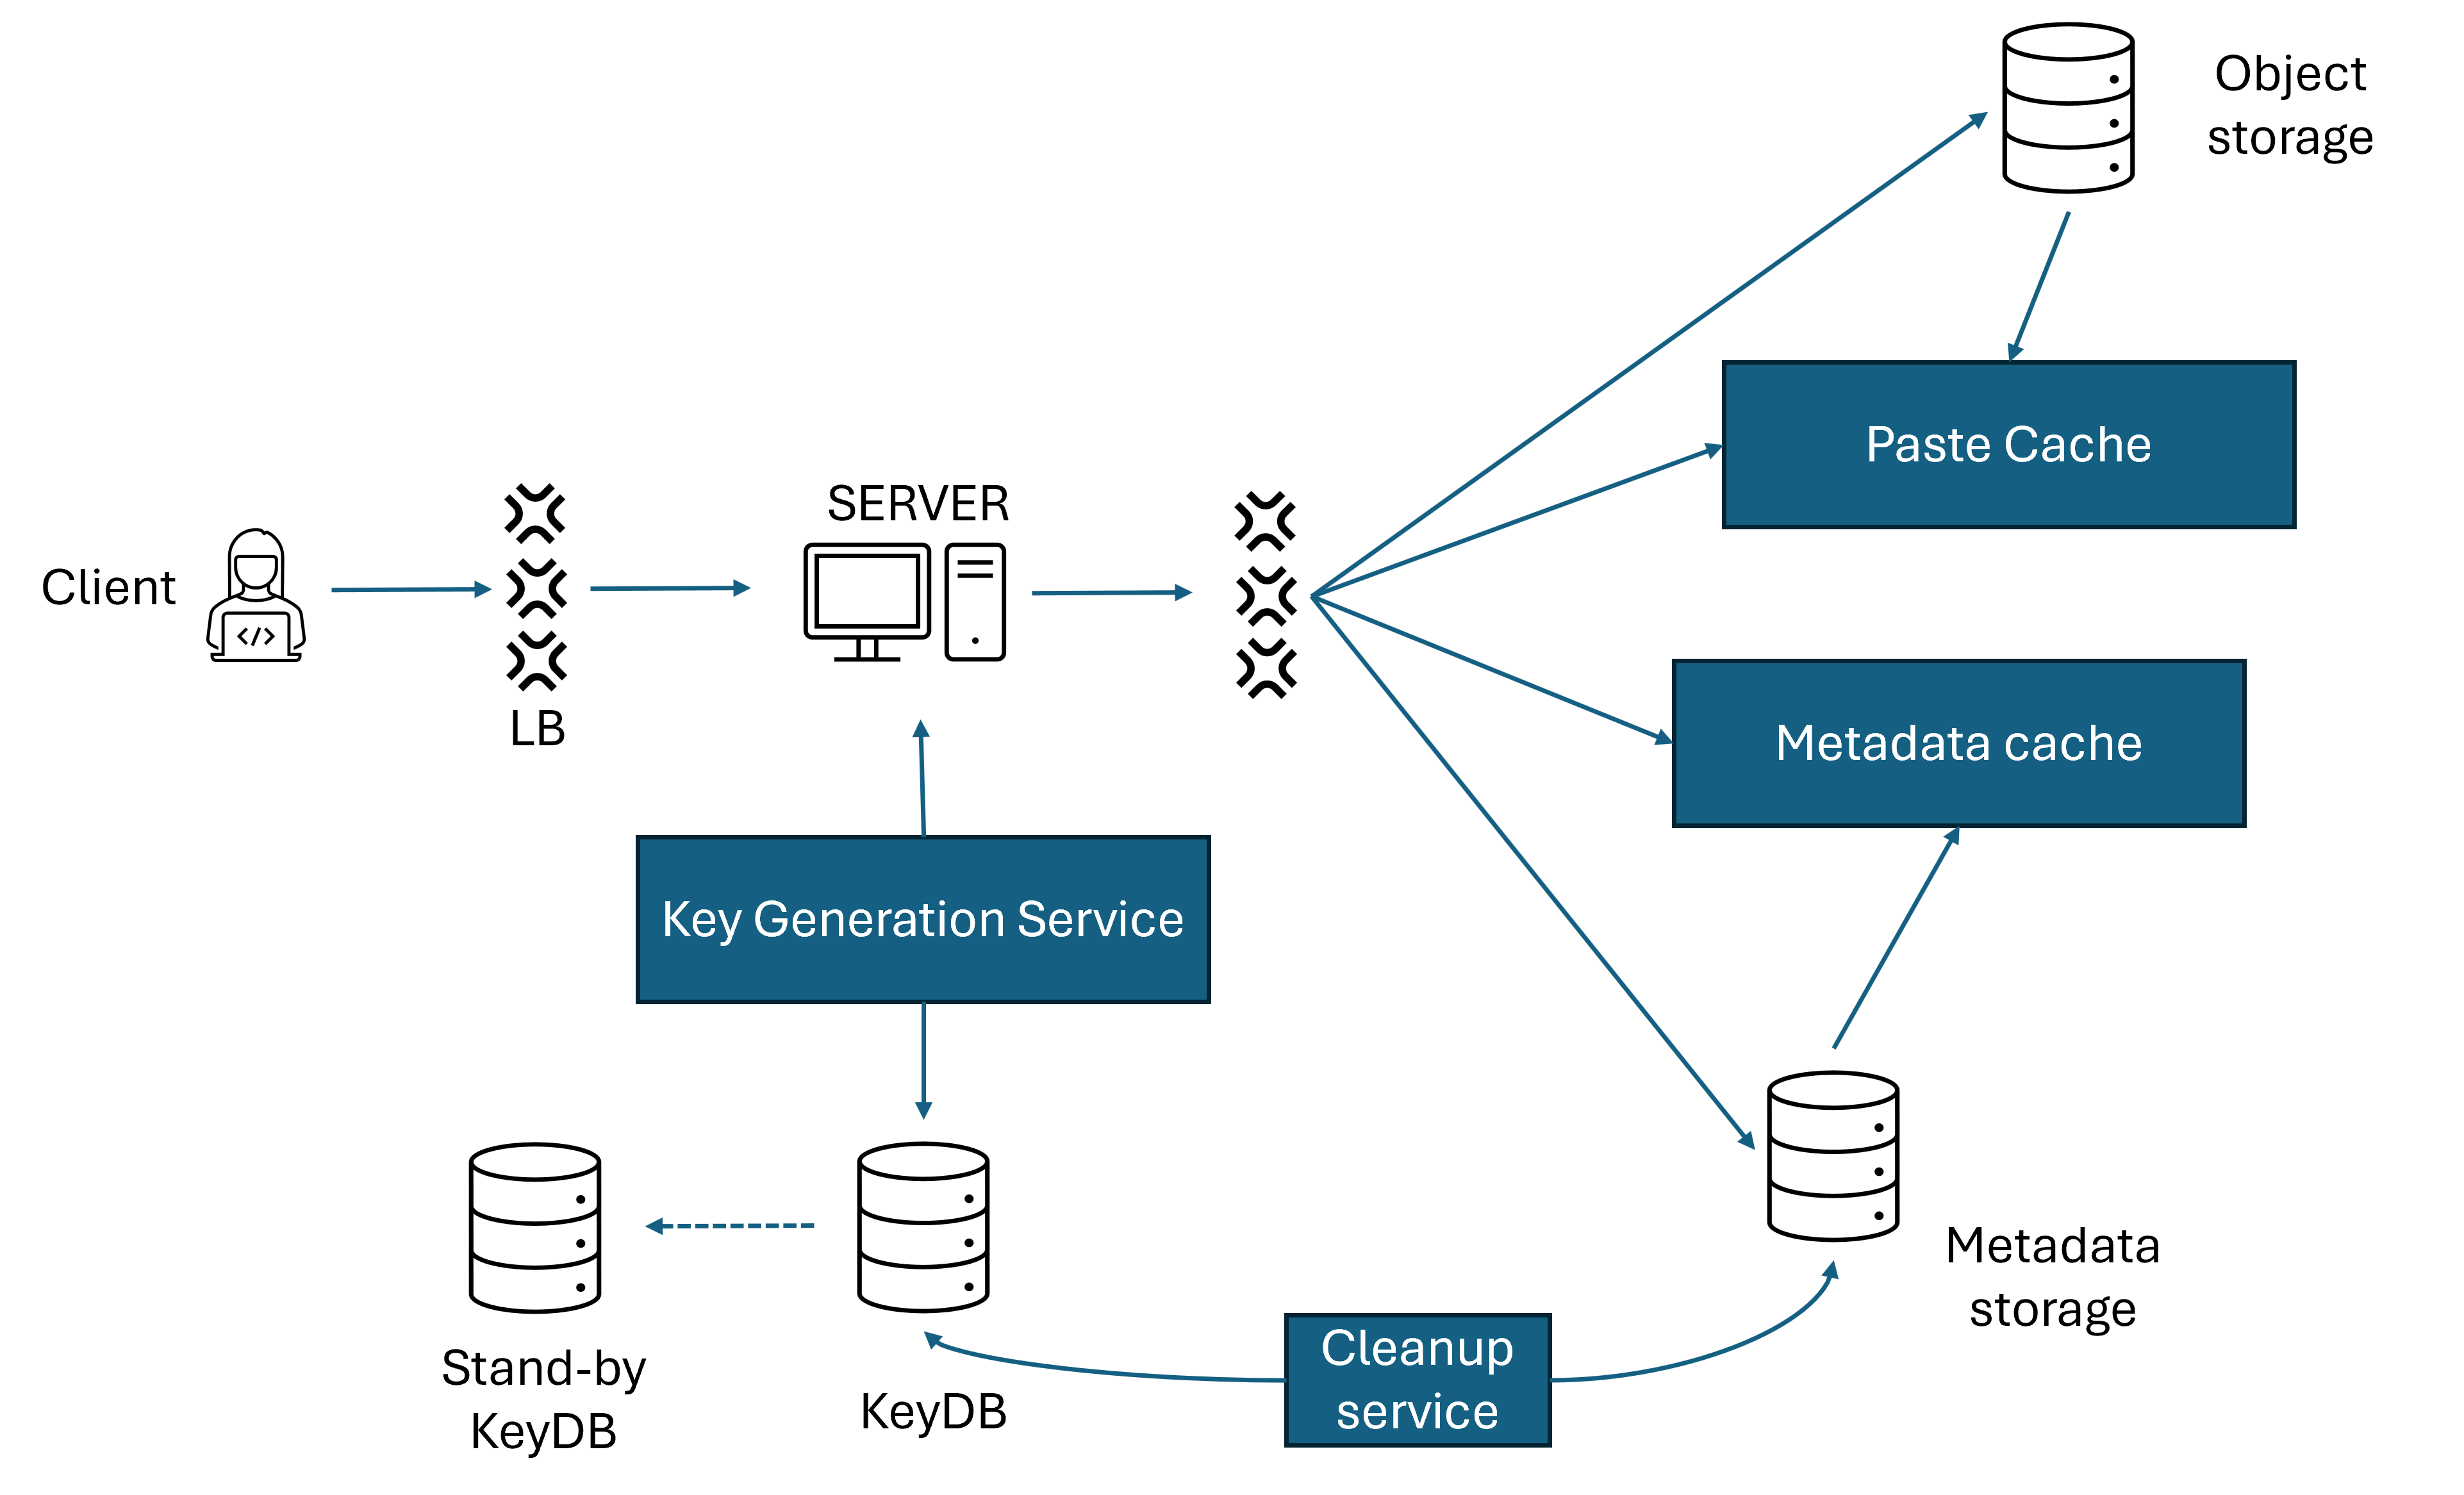 Object
storage
Paste Cache
SERVER
Client
</>
LB
Metadata cache
Key Generation Service
Metadata
storage
Stand-by
KeyDB
KeyDB
Cleanup
service